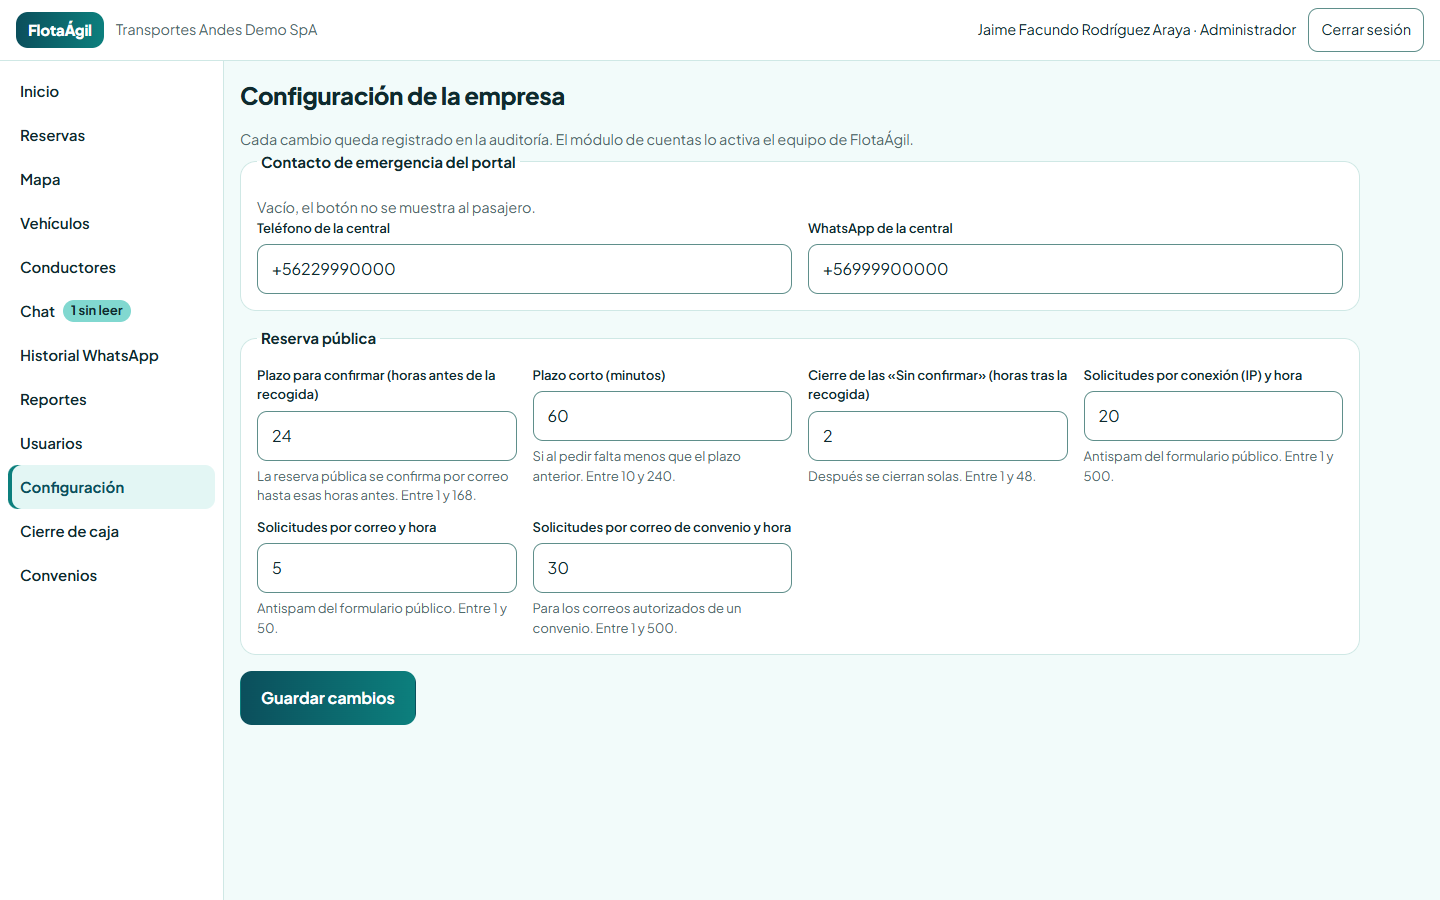 FlotaÁgil
Transportes Andes Demo SpA
Jaime Facundo Rodríguez Araya · Administrador
Cerrar sesión
Inicio
Reservas
Mapa
Vehículos
Conductores
Chat 1 sin leer
Historial WhatsApp
Reportes
Usuarios
Configuración
Cierre de caja
Convenios
Configuración de la empresa
Cada cambio queda registrado en la auditoría. El módulo de cuentas lo activa el equipo de FlotaÁgil.
Contacto de emergencia del portal
Vacío, el botón no se muestra al pasajero.
Teléfono de la central
+56229990000
WhatsApp de la central
+56999900000
Reserva pública
Plazo para confirmar (horas antes de la
recogida)
24
La reserva pública se confirma por correo
hasta esas horas antes. Entre 1 y 168.
Plazo corto (minutos)
60
Si al pedir falta menos que el plazo
anterior. Entre 10 y 240.
Cierre de las «Sin confirmar» (horas tras la
recogida)
2
Después se cierran solas. Entre 1 y 48.
Solicitudes por conexión (IP) y hora
20
Antispam del formulario público. Entre 1 y
500.
Solicitudes por correo y hora
5
Antispam del formulario público. Entre 1 y
50.
Solicitudes por correo de convenio y hora
30
Para los correos autorizados de un
convenio. Entre 1 y 500.
Guardar cambios